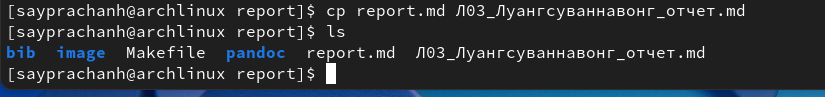 [sayprachanh@archlinux report]$ cp report.md Л03_Луангсуваннавонг_отчет.md
[sayprachanh@archlinux report]$ ls
bib  image  Makefile  pandoc  report.md  Л03_Луангсуваннавонг_отчет.md
[sayprachanh@archlinux report]$